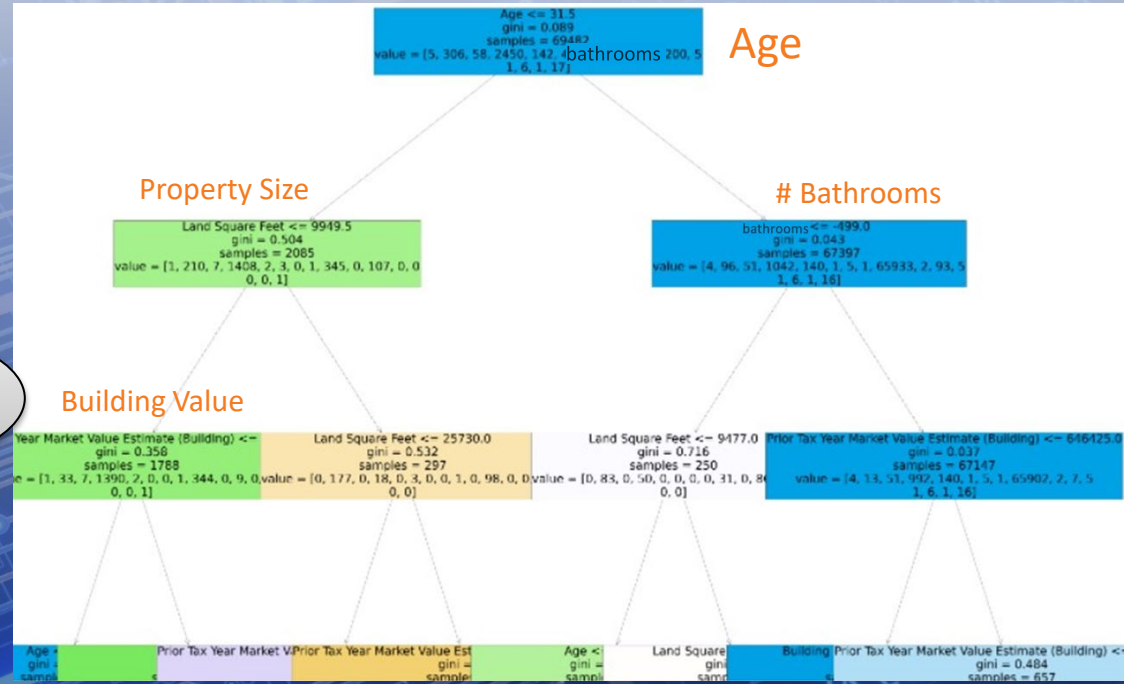 Age <= 31.5
gini = 0.089
samples = 69482
value = [5, 306, 58, 2450, 142, bathrooms 200, 5
1, 6, 1, 17]
Age
Property Size
# Bathrooms
Land Square Feet <= 9949.5
gini = 0.504
samples = 2085
value = [1, 210, 7, 1408, 2, 3, 0, 1, 345, 0, 107, 0, 0
0, 0, 1]
bathrooms <= -499.0
gini = 0.043
samples = 67397
value = [4, 96, 51, 1042, 140, 1, 5, 1, 65933, 2, 93, 5
1, 6, 1, 16]
Building Value
Year Market Value Estimate (Building) <=
gini = 0.358
samples = 1788
= [1, 33, 7, 1390, 2, 0, 0, 1, 344, 0, 9, 0,
0, 0, 1]
Land Square Feet <= 25730.0
gini = 0.532
samples = 297
value = [0, 177, 0, 18, 0, 3, 0, 0, 1, 0, 98, 0, 0
0, 0]
Land Square Feet <= 9477.0
gini = 0.716
samples = 250
value = [0, 83, 0, 50, 0, 0, 0, 0, 31, 0,
0, 0]
Prior Tax Year Market Value Estimate (Building) <= 646425.0
gini = 0.037
samples = 67147
value = [4, 13, 51, 992, 140, 1, 5, 1, 65902, 2, 7, 5
1, 6, 1, 16]
Age
gini
Prior Tax Year Market
Prior Tax Year Market Value Est
gini =
Age <
gini =
Land Square
gini
Building
Prior Tax Year Market Value Estimate (Building) <
gini = 0.484
samples = 657